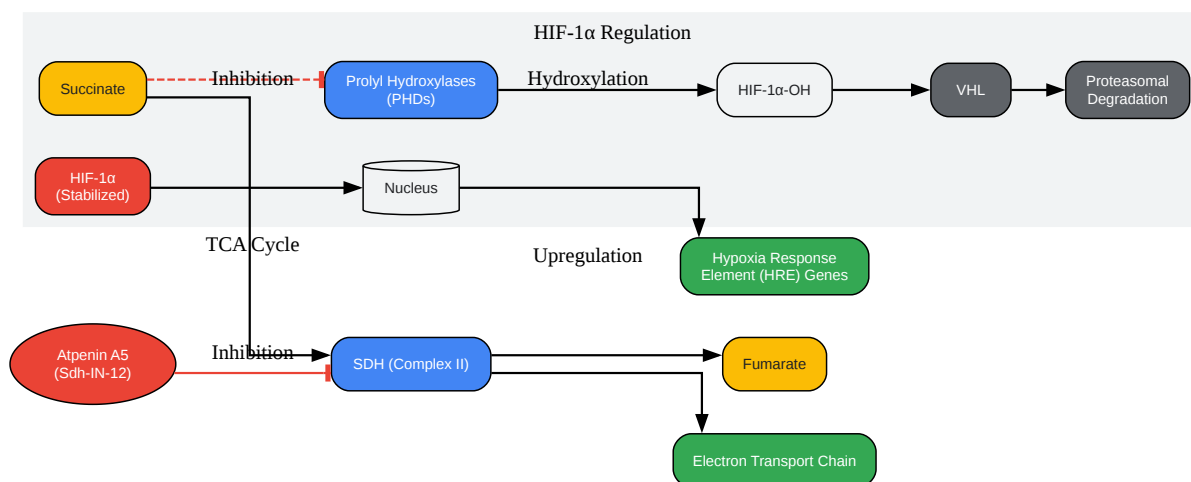 HIF-1α Regulation
Succinate
Inhibition
Prolyl Hydroxylases
(PHDs)
Hydroxylation
HIF-1α-OH
VHL
Proteasomal
Degradation
HIF-1α
(Stabilized)
Nucleus
TCA Cycle
Upregulation
Hypoxia Response
Element (HRE) Genes
Atpenin A5
(Sdh-IN-12)
Inhibition
SDH (Complex II)
Fumarate
Electron Transport Chain